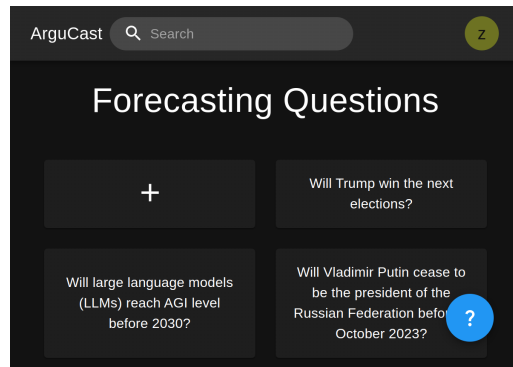 ArguCast
Search
Z
Forecasting Questions
+
Will Trump win the next
elections?
Will large language models
(LLMs) reach AGI level
before 2030?
Will Vladimir Putin cease to
be the president of the
Russian Federation
October 2023?
?